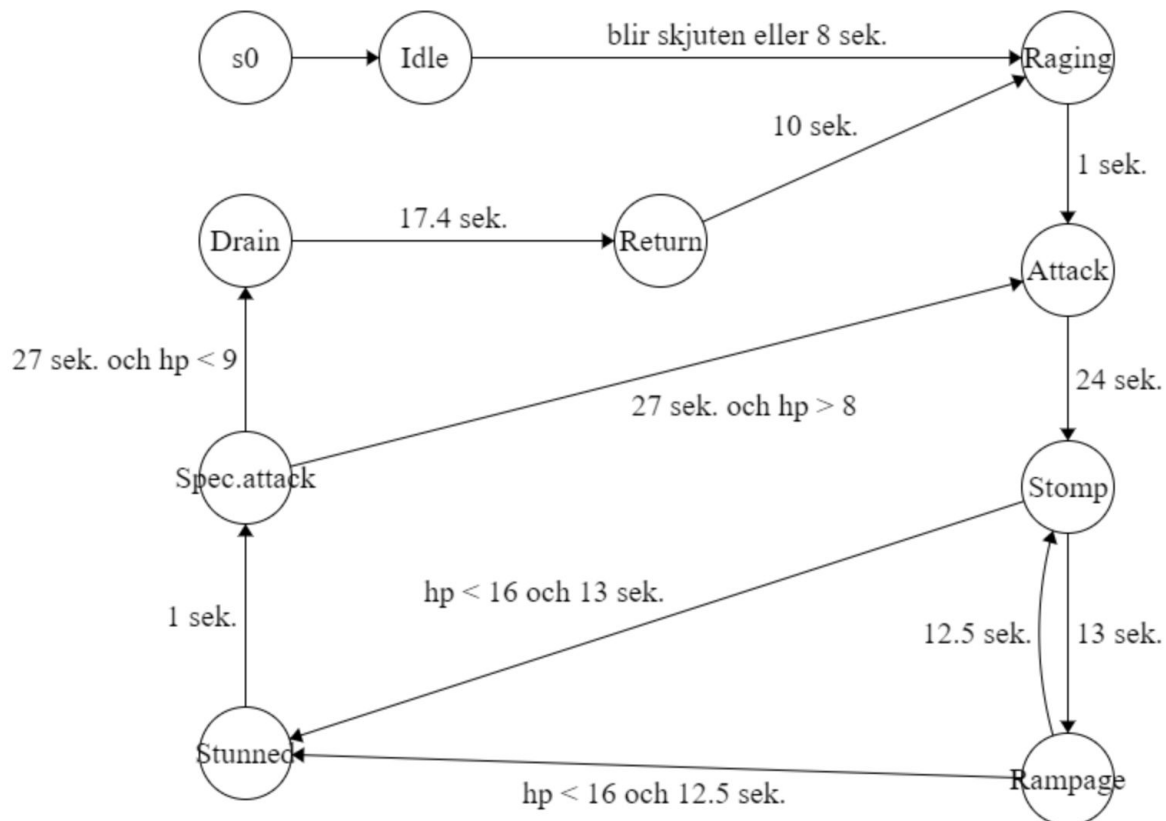 s0
Idle
blir skjuten eller 8 sek.
Raging
10 sek.
1 sek.
Drain
17.4 sek.
Return
Attack
27 sek. och hp < 9
27 sek. och hp > 8
24 sek.
Spec.attack
Stomp
hp < 16 och 13 sek.
1 sek.
12.5 sek.
13 sek.
Stunned
hp < 16 och 12.5 sek.
Rampage